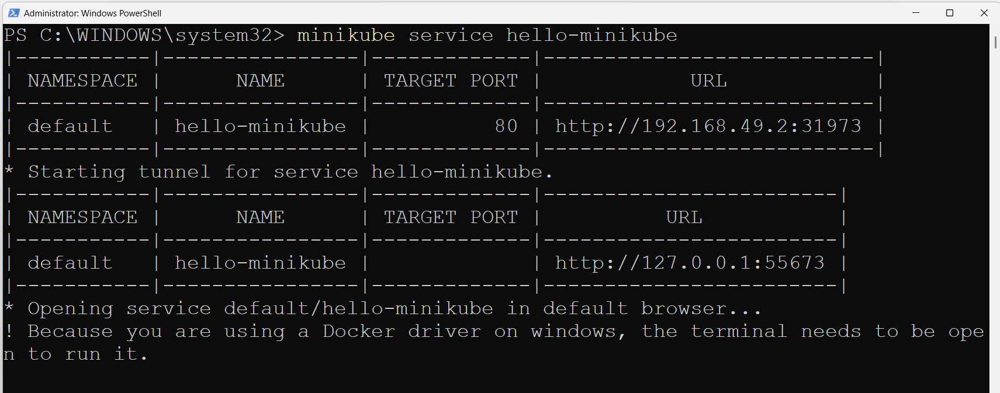 Administrator: Windows PowerShell
PS C:\WINDOWS\system32> minikube service hello-minikube
|-----------|----------------|-------------|---------------------------|
| NAMESPACE |      NAME      | TARGET PORT |            URL            |
|-----------|----------------|-------------|---------------------------|
| default   | hello-minikube |          80 | http://192.168.49.2:31973 |
|-----------|----------------|-------------|---------------------------|
* Starting tunnel for service hello-minikube.
|-----------|----------------|-------------|------------------------|
| NAMESPACE |      NAME      | TARGET PORT |          URL           |
|-----------|----------------|-------------|------------------------|
| default   | hello-minikube |             | http://127.0.0.1:55673 |
|-----------|----------------|-------------|------------------------|
* Opening service default/hello-minikube in default browser...
! Because you are using a Docker driver on windows, the terminal needs to be ope
n to run it.